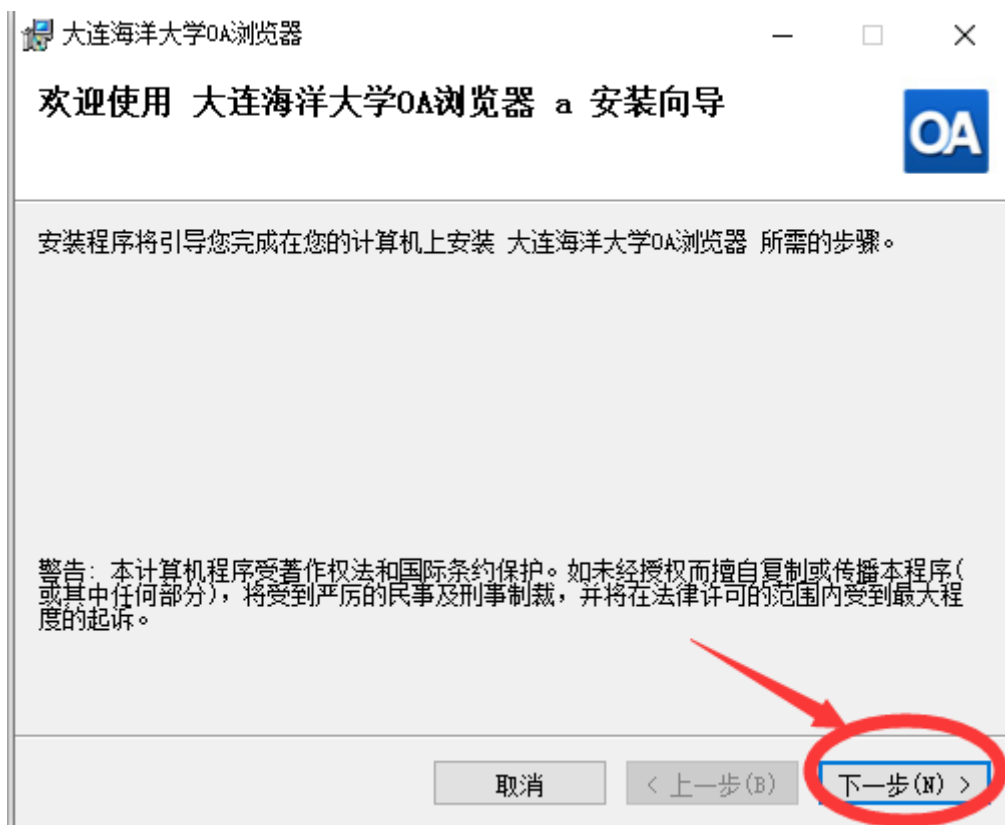 大连海洋大学OA浏览器
欢迎使用 大连海洋大学OA浏览器 a 安装向导
OA
安装程序将引导您完成在您的计算机上安装 大连海洋大学OA浏览器 所需的步骤。
警告: 本计算机程序受著作权法和国际条约保护。如未经授权而擅自复制或传播本程序(
或其中任何部分)，将受到严厉的民事及刑事制裁，并将在法律许可的范围内受到最大程
度的起诉。
取消
< 上一步(B)
下一步(N) >